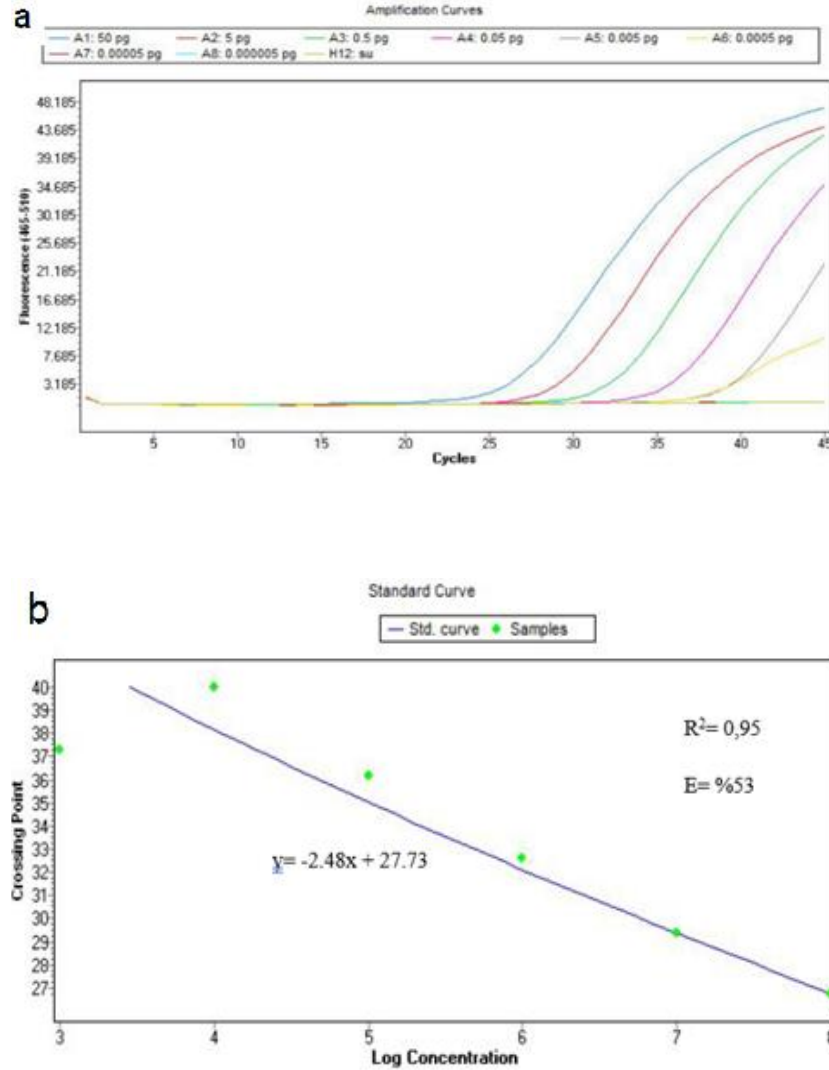 a
Amplification Curves
A1: 50 pg A2: 5 pg A3: 0.5 pg A4: 0.05 pg A5: 0.005 pg A6: 0.0005 pg
A7: 0.00005 pg A8: 0.000005 pg H12: su
Fluorescence (465-510)
48.185
43.685
39.185
34.685
30.185
25.685
21.185
16.685
12.185
7.685
3.185
5 10 15 20 25 30 35 40 45
Cycles
b
Standard Curve
Std. curve Samples
Crossing Point
40
39
38
37
36
35
34
33
32
31
30
29
28
27
R²= 0,95
E= %53
y= -2.48x + 27.73
3 4 5 6 7 8
Log Concentration